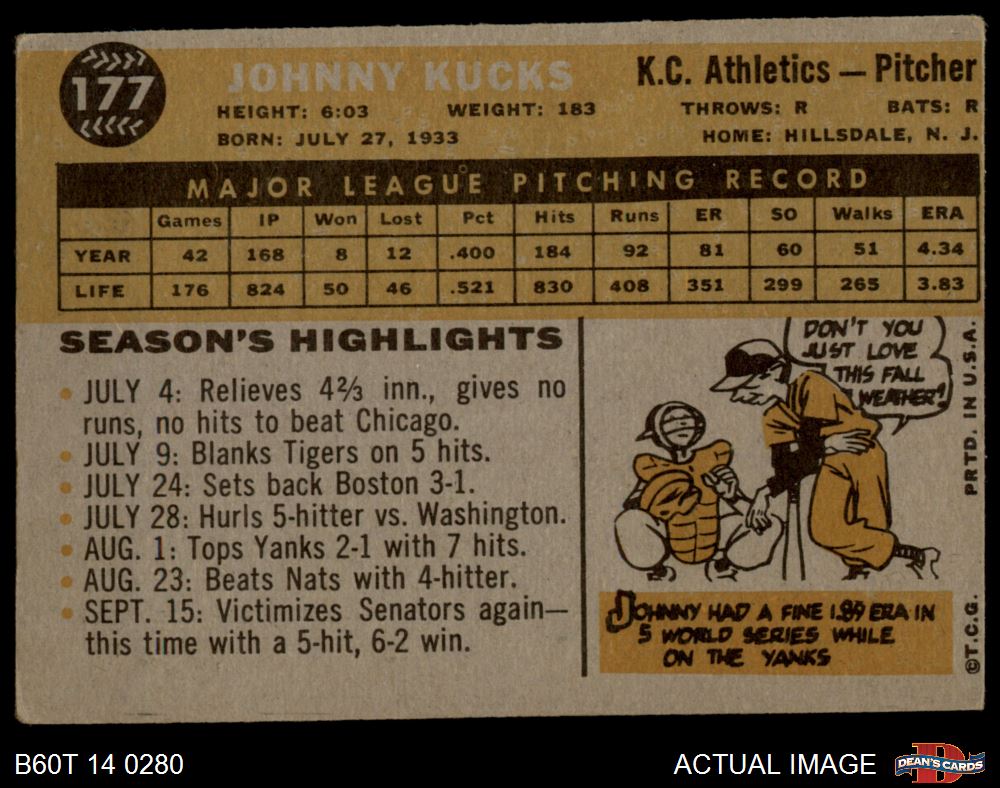 177
JOHNNY KUCKS
K.C. Athletics — Pitcher
HEIGHT: 6:03 WEIGHT: 183 THROWS: R BATS: R
BORN: JULY 27, 1933 HOME: HILLSDALE, N. J.
MAJOR LEAGUE PITCHING RECORD
Games IP Won Lost Pct Hits Runs ER SO Walks ERA
YEAR 42 168 8 12 .400 184 92 81 60 51 4.34
LIFE 176 824 50 46 .521 830 408 351 299 265 3.83
SEASON'S HIGHLIGHTS
• JULY 4: Relieves 4⅔ inn., gives no
runs, no hits to beat Chicago.
• JULY 9: Blanks Tigers on 5 hits.
• JULY 24: Sets back Boston 3-1.
• JULY 28: Hurls 5-hitter vs. Washington.
• AUG. 1: Tops Yanks 2-1 with 7 hits.
• AUG. 23: Beats Nats with 4-hitter.
• SEPT. 15: Victimizes Senators again—
this time with a 5-hit, 6-2 win.
DON'T YOU
JUST LOVE
THIS FALL
WEATHER?
JOHNNY HAD A FINE 1.89 ERA IN
5 WORLD SERIES WHILE
ON THE YANKS
PRTD. IN U.S.A.
©T.C.G.
B60T 14 0280
ACTUAL IMAGE
D
DEAN'S CARDS